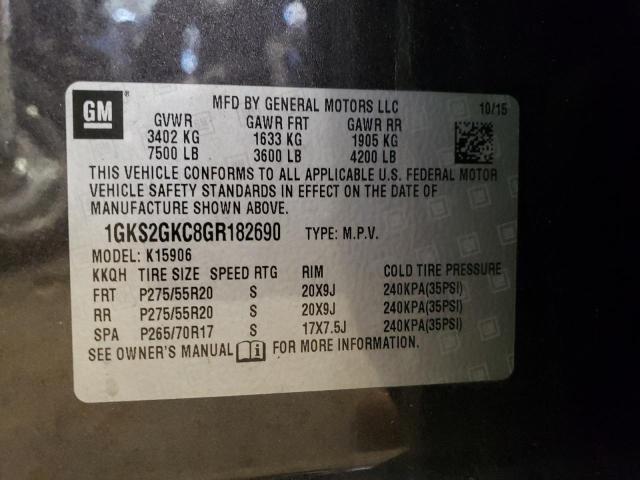 GM®
MFD BY GENERAL MOTORS LLC 10/15
GVWR GAWR FRT GAWR RR
3402 KG 1633 KG 1905 KG
7500 LB 3600 LB 4200 LB
THIS VEHICLE CONFORMS TO ALL APPLICABLE U.S. FEDERAL MOTOR
VEHICLE SAFETY STANDARDS IN EFFECT ON THE DATE OF
MANUFACTURE SHOWN ABOVE.
1GKS2GKC8GR182690 TYPE: M.P.V.
MODEL: K15906
KKQH TIRE SIZE SPEED RTG RIM COLD TIRE PRESSURE
FRT P275/55R20 S 20X9J 240KPA(35PSI)
RR P275/55R20 S 20X9J 240KPA(35PSI)
SPA P265/70R17 S 17X7.5J 240KPA(35PSI)
SEE OWNER'S MANUAL i FOR MORE INFORMATION.